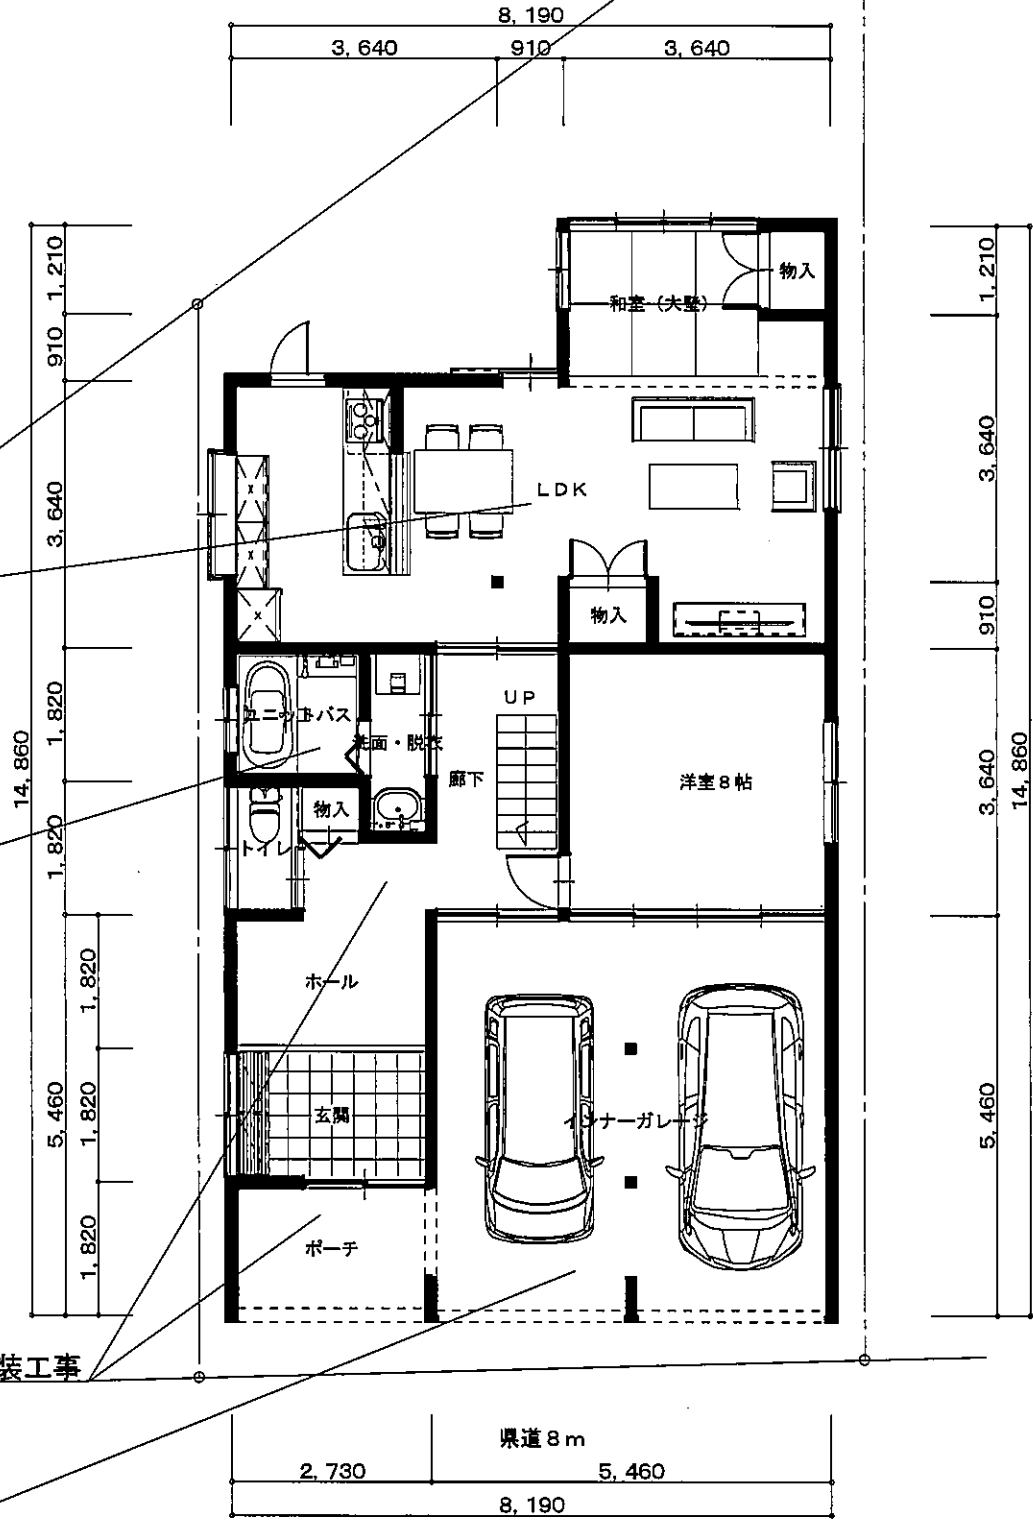 8,190
3,640
910
3,640
1,210
910
3,640
1,820
1,820
5,460
14,860
1,820
1,820
1,820
1,210
3,640
910
3,640
5,460
14,860
物入
和室（大壁）
LDK
物入
UP
ユニットバス
洗面・脱衣
廊下
洋室8帖
物入
トイレ
ホール
玄関
インナーガレージ
ポーチ
装工事
県道8m
2,730
5,460
8,190